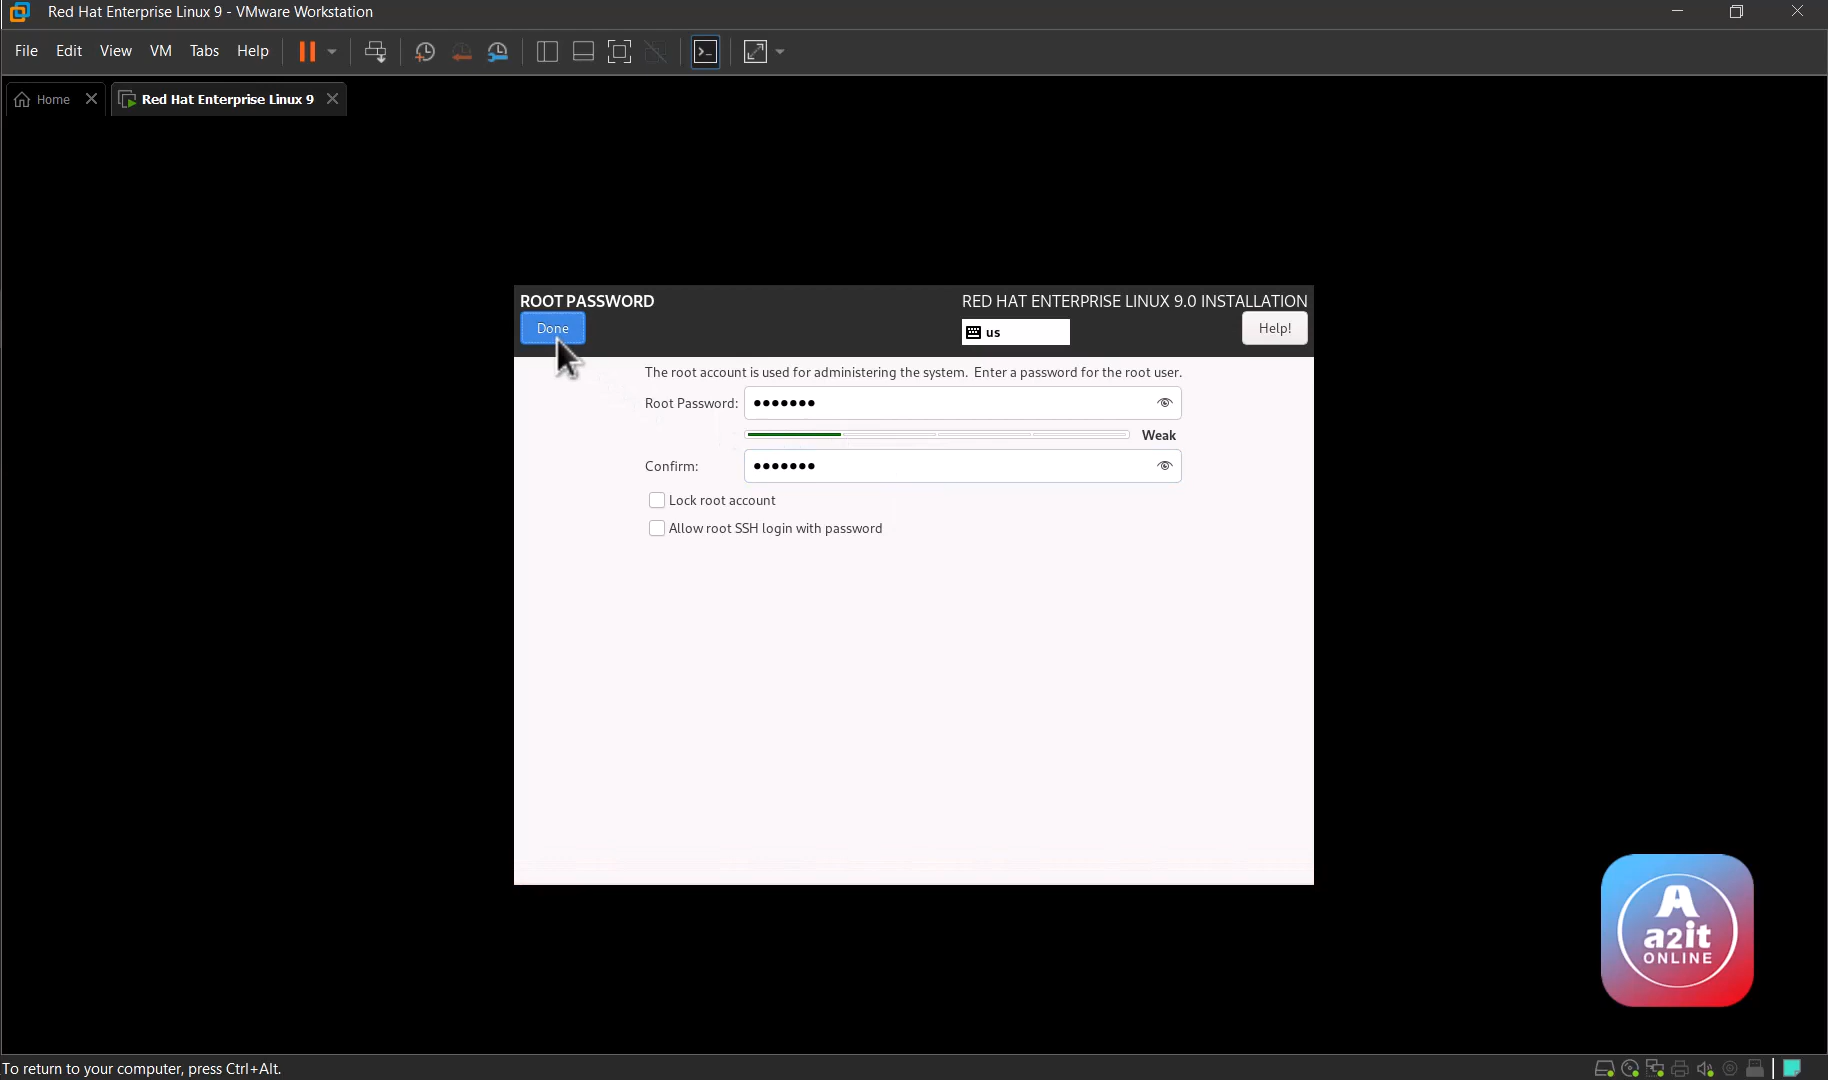 Red Hat Enterprise Linux 9 - VMware Workstation
File Edit View VM Tabs Help
Home Red Hat Enterprise Linux 9
ROOT PASSWORD RED HAT ENTERPRISE LINUX 9.0 INSTALLATION
Done us Help!
The root account is used for administering the system. Enter a password for the root user.
Root Password: •••••••
Weak
Confirm: •••••••
Lock root account
Allow root SSH login with password
A
a2it
ONLINE
To return to your computer, press Ctrl+Alt.